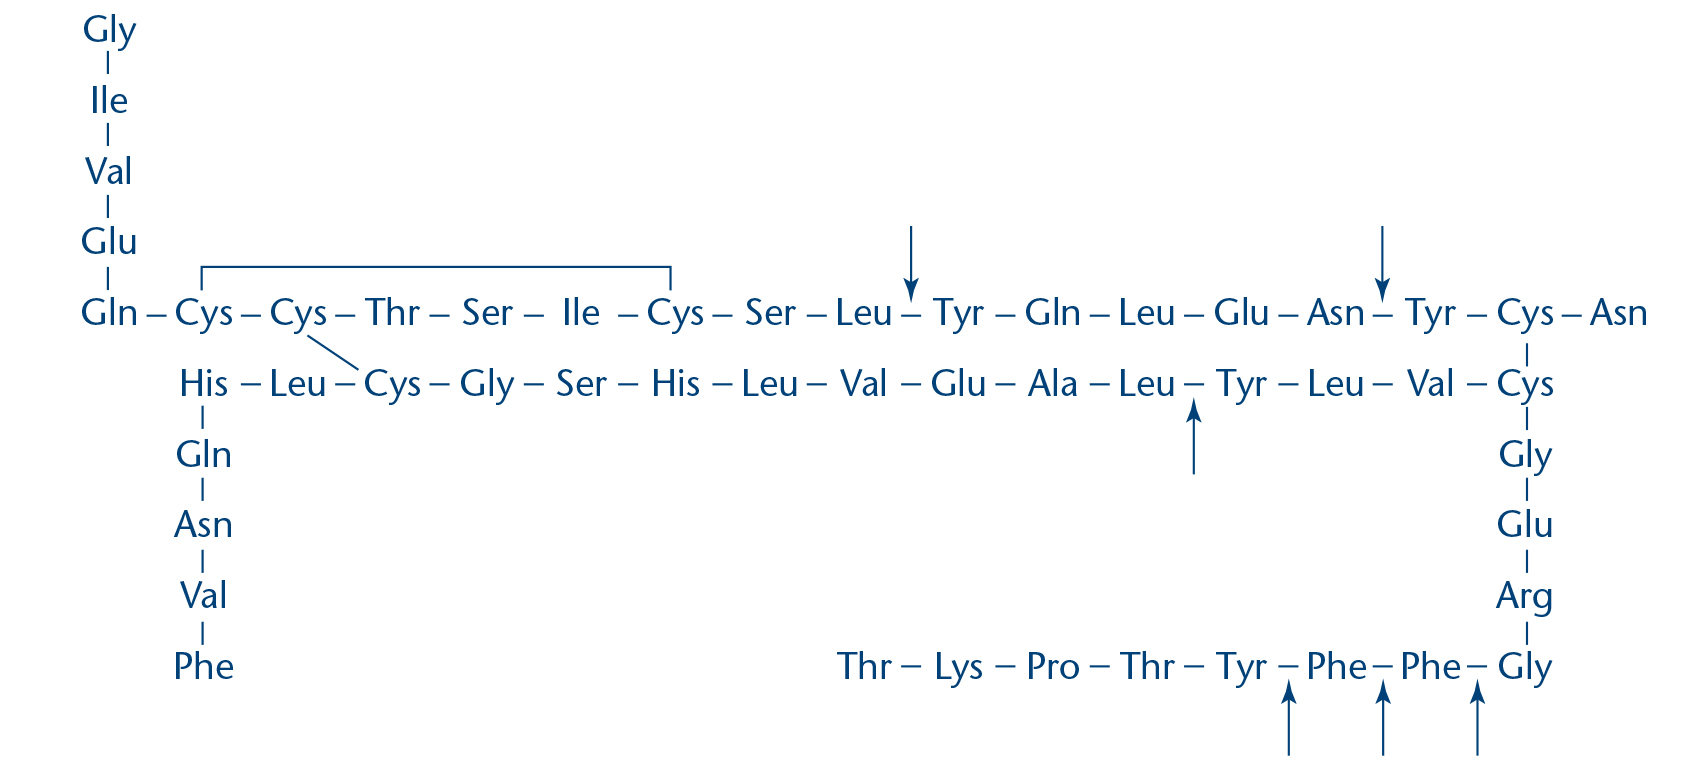 Gly
Ile
Val
Glu
Gln – Cys – Cys – Thr – Ser – Ile – Cys – Ser – Leu – Tyr – Gln – Leu – Glu – Asn – Tyr – Cys – Asn
His – Leu – Cys – Gly – Ser – His – Leu – Val – Glu – Ala – Leu – Tyr – Leu – Val – Cys
Gln Gly
Asn Glu
Val Arg
Phe Thr – Lys – Pro – Thr – Tyr – Phe – Phe – Gly